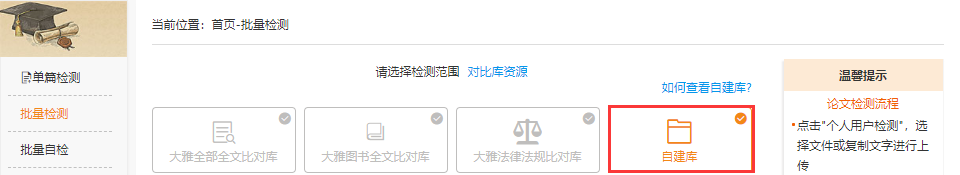 当前位置：首页-批量检测
单篇检测
批量检测
批量自检
请选择检测范围 对比库资源
如何查看自建库?
大雅全部全文比对库
大雅图书全文比对库
大雅法律法规比对库
自建库
温馨提示
论文检测流程
•点击"个人用户检测"，选
择文件或复制文字进行上
传